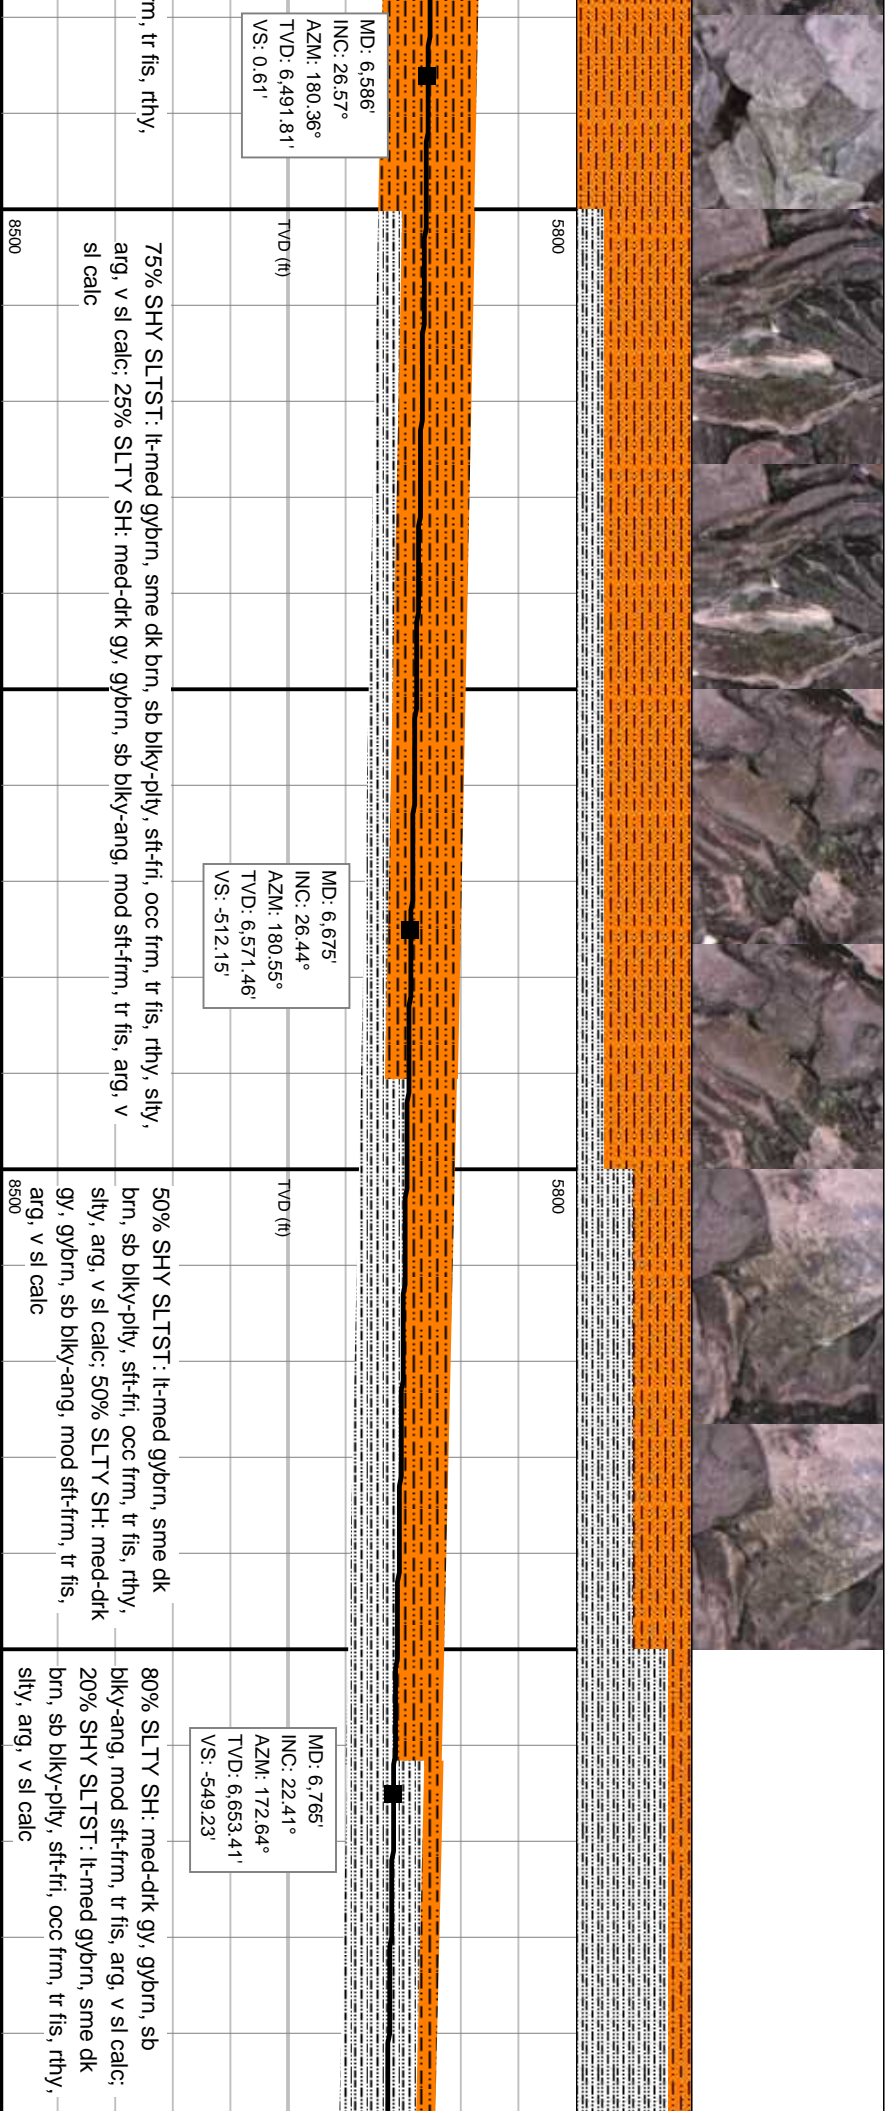 rm, tr fis, rthy,
MD: 6,586'
INC: 26.57°
AZM: 180.36°
TVD: 6,491.81'
VS: 0.61'
5800
TVD (ft)
8500
75% SHY SLTST: lt-med gybrn, sme dk brn, sb blky-plty, sft-fri, occ frm, tr fis, rthy, slty,
arg, v sl calc; 25% SLTY SH: med-drk gy, gybrn, sb blky-ang, mod sft-frm, tr fis, arg, v
sl calc
MD: 6,675'
INC: 26.44°
AZM: 180.55°
TVD: 6,571.46'
VS: -512.15'
5800
TVD (ft)
8500
50% SHY SLTST: lt-med gybrn, sme dk
brn, sb blky-plty, sft-fri, occ frm, tr fis, rthy,
slty, arg, v sl calc; 50% SLTY SH: med-drk
gy, gybrn, sb blky-ang, mod sft-frm, tr fis,
arg, v sl calc
MD: 6,765'
INC: 22.41°
AZM: 172.64°
TVD: 6,653.41'
VS: -549.23'
80% SLTY SH: med-drk gy, gybrn, sb
blky-ang, mod sft-frm, tr fis, arg, v sl calc;
20% SHY SLTST: lt-med gybrn, sme dk
brn, sb blky-plty, sft-fri, occ frm, tr fis, rthy,
slty, arg, v sl calc